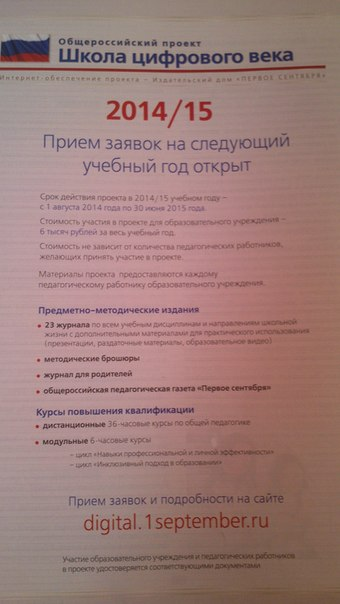 Общероссийский проект
Школа цифрового века
Интернет-обеспечение проекта – Издательский дом «ПЕРВОЕ СЕНТЯБРЯ»
2014/15
Прием заявок на следующий
учебный год открыт
Срок действия проекта в 2014/15 учебном году –
с 1 августа 2014 года по 30 июня 2015 года.
Стоимость участия в проекте для образовательного учреждения –
6 тысяч рублей за весь учебный год.
Стоимость не зависит от количества педагогических работников,
желающих принять участие в проекте.
Материалы проекта предоставляются каждому
педагогическому работнику образовательного учреждения.
Предметно-методические издания
• 23 журнала по всем учебным дисциплинам и направлениям школьной
жизни с дополнительными материалами для практического использования
(презентации, раздаточные материалы, образовательное видео)
• методические брошюры
• журнал для родителей
• общероссийская педагогическая газета «Первое сентября»
Курсы повышения квалификации
• дистанционные 36-часовые курсы по общей педагогике
• модульные 6-часовые курсы
– цикл «Навыки профессиональной и личной эффективности»
– цикл «Инклюзивный подход в образовании»
Прием заявок и подробности на сайте
digital.1september.ru
Участие образовательного учреждения и педагогических работников
в проекте удостоверяется соответствующими документами